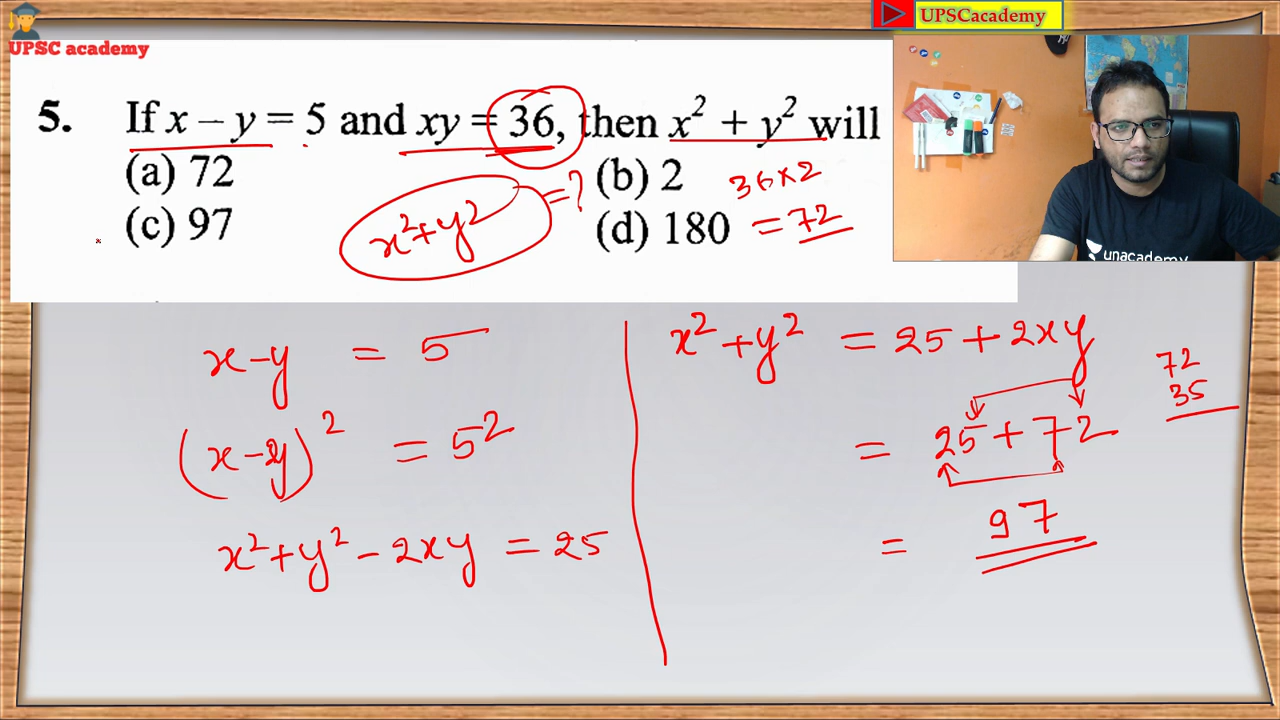 UPSC academy
UPSCacademy
5. If x – y = 5 and xy = 36, then x² + y² will
(a) 72
(b) 2
(c) 97
(d) 180
x²+y² =?
36×2
= 72
unacademy
x-y = 5
(x-y)² = 5²
x²+y²-2xy = 25
x²+y² = 25+2xy
= 25+72
= 97
72
35